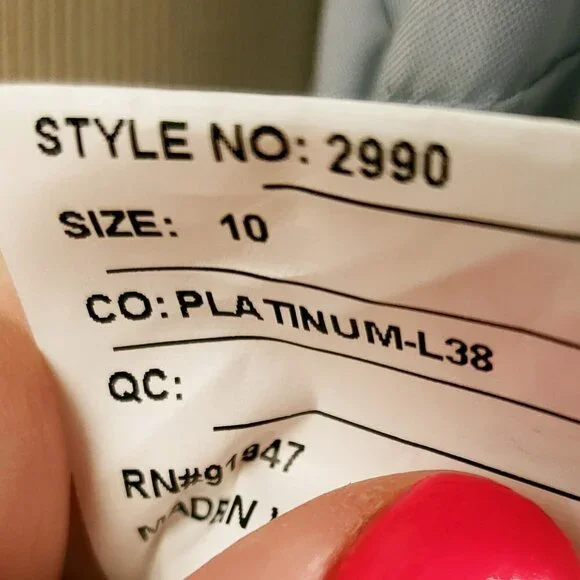 STYLE NO: 2990
SIZE: 10
CO: PLATINUM-L38
QC:
RN#91947